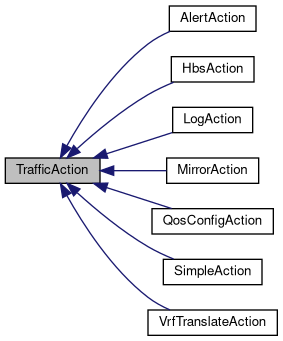 AlertAction
HbsAction
LogAction
TrafficAction
MirrorAction
QosConfigAction
SimpleAction
VrfTranslateAction